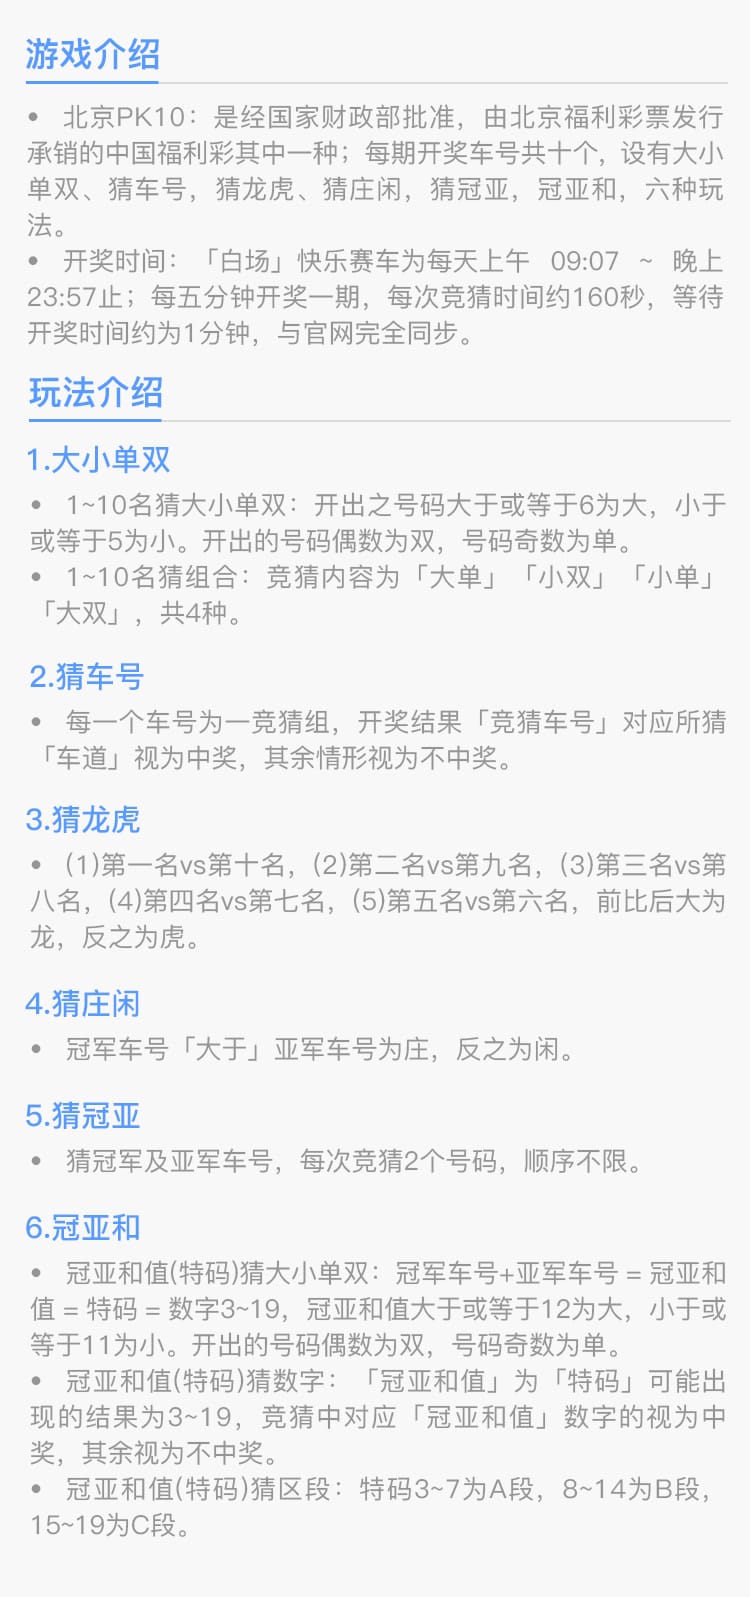 游戏介绍
• 北京PK10：是经国家财政部批准，由北京福利彩票发行
承销的中国福利彩其中一种；每期开奖车号共十个，设有大小
单双、猜车号，猜龙虎、猜庄闲，猜冠亚，冠亚和，六种玩
法。
• 开奖时间：「白场」快乐赛车为每天上午 09:07 ~ 晚上
23:57止；每五分钟开奖一期，每次竞猜时间约160秒，等待
开奖时间约为1分钟，与官网完全同步。
玩法介绍
1.大小单双
• 1~10名猜大小单双：开出之号码大于或等于6为大，小于
或等于5为小。开出的号码偶数为双，号码奇数为单。
• 1~10名猜组合：竞猜内容为「大单」「小双」「小单」
「大双」，共4种。
2.猜车号
• 每一个车号为一竞猜组，开奖结果「竞猜车号」对应所猜
「车道」视为中奖，其余情形视为不中奖。
3.猜龙虎
• (1)第一名vs第十名，(2)第二名vs第九名，(3)第三名vs第
八名，(4)第四名vs第七名，(5)第五名vs第六名，前比后大为
龙，反之为虎。
4.猜庄闲
• 冠军车号「大于」亚军车号为庄，反之为闲。
5.猜冠亚
• 猜冠军及亚军车号，每次竞猜2个号码，顺序不限。
6.冠亚和
• 冠亚和值(特码)猜大小单双：冠军车号+亚军车号 = 冠亚和
值 = 特码 = 数字3~19，冠亚和值大于或等于12为大，小于或
等于11为小。开出的号码偶数为双，号码奇数为单。
• 冠亚和值(特码)猜数字：「冠亚和值」为「特码」可能出
现的结果为3~19，竞猜中对应「冠亚和值」数字的视为中
奖，其余视为不中奖。
• 冠亚和值(特码)猜区段：特码3~7为A段，8~14为B段，
15~19为C段。